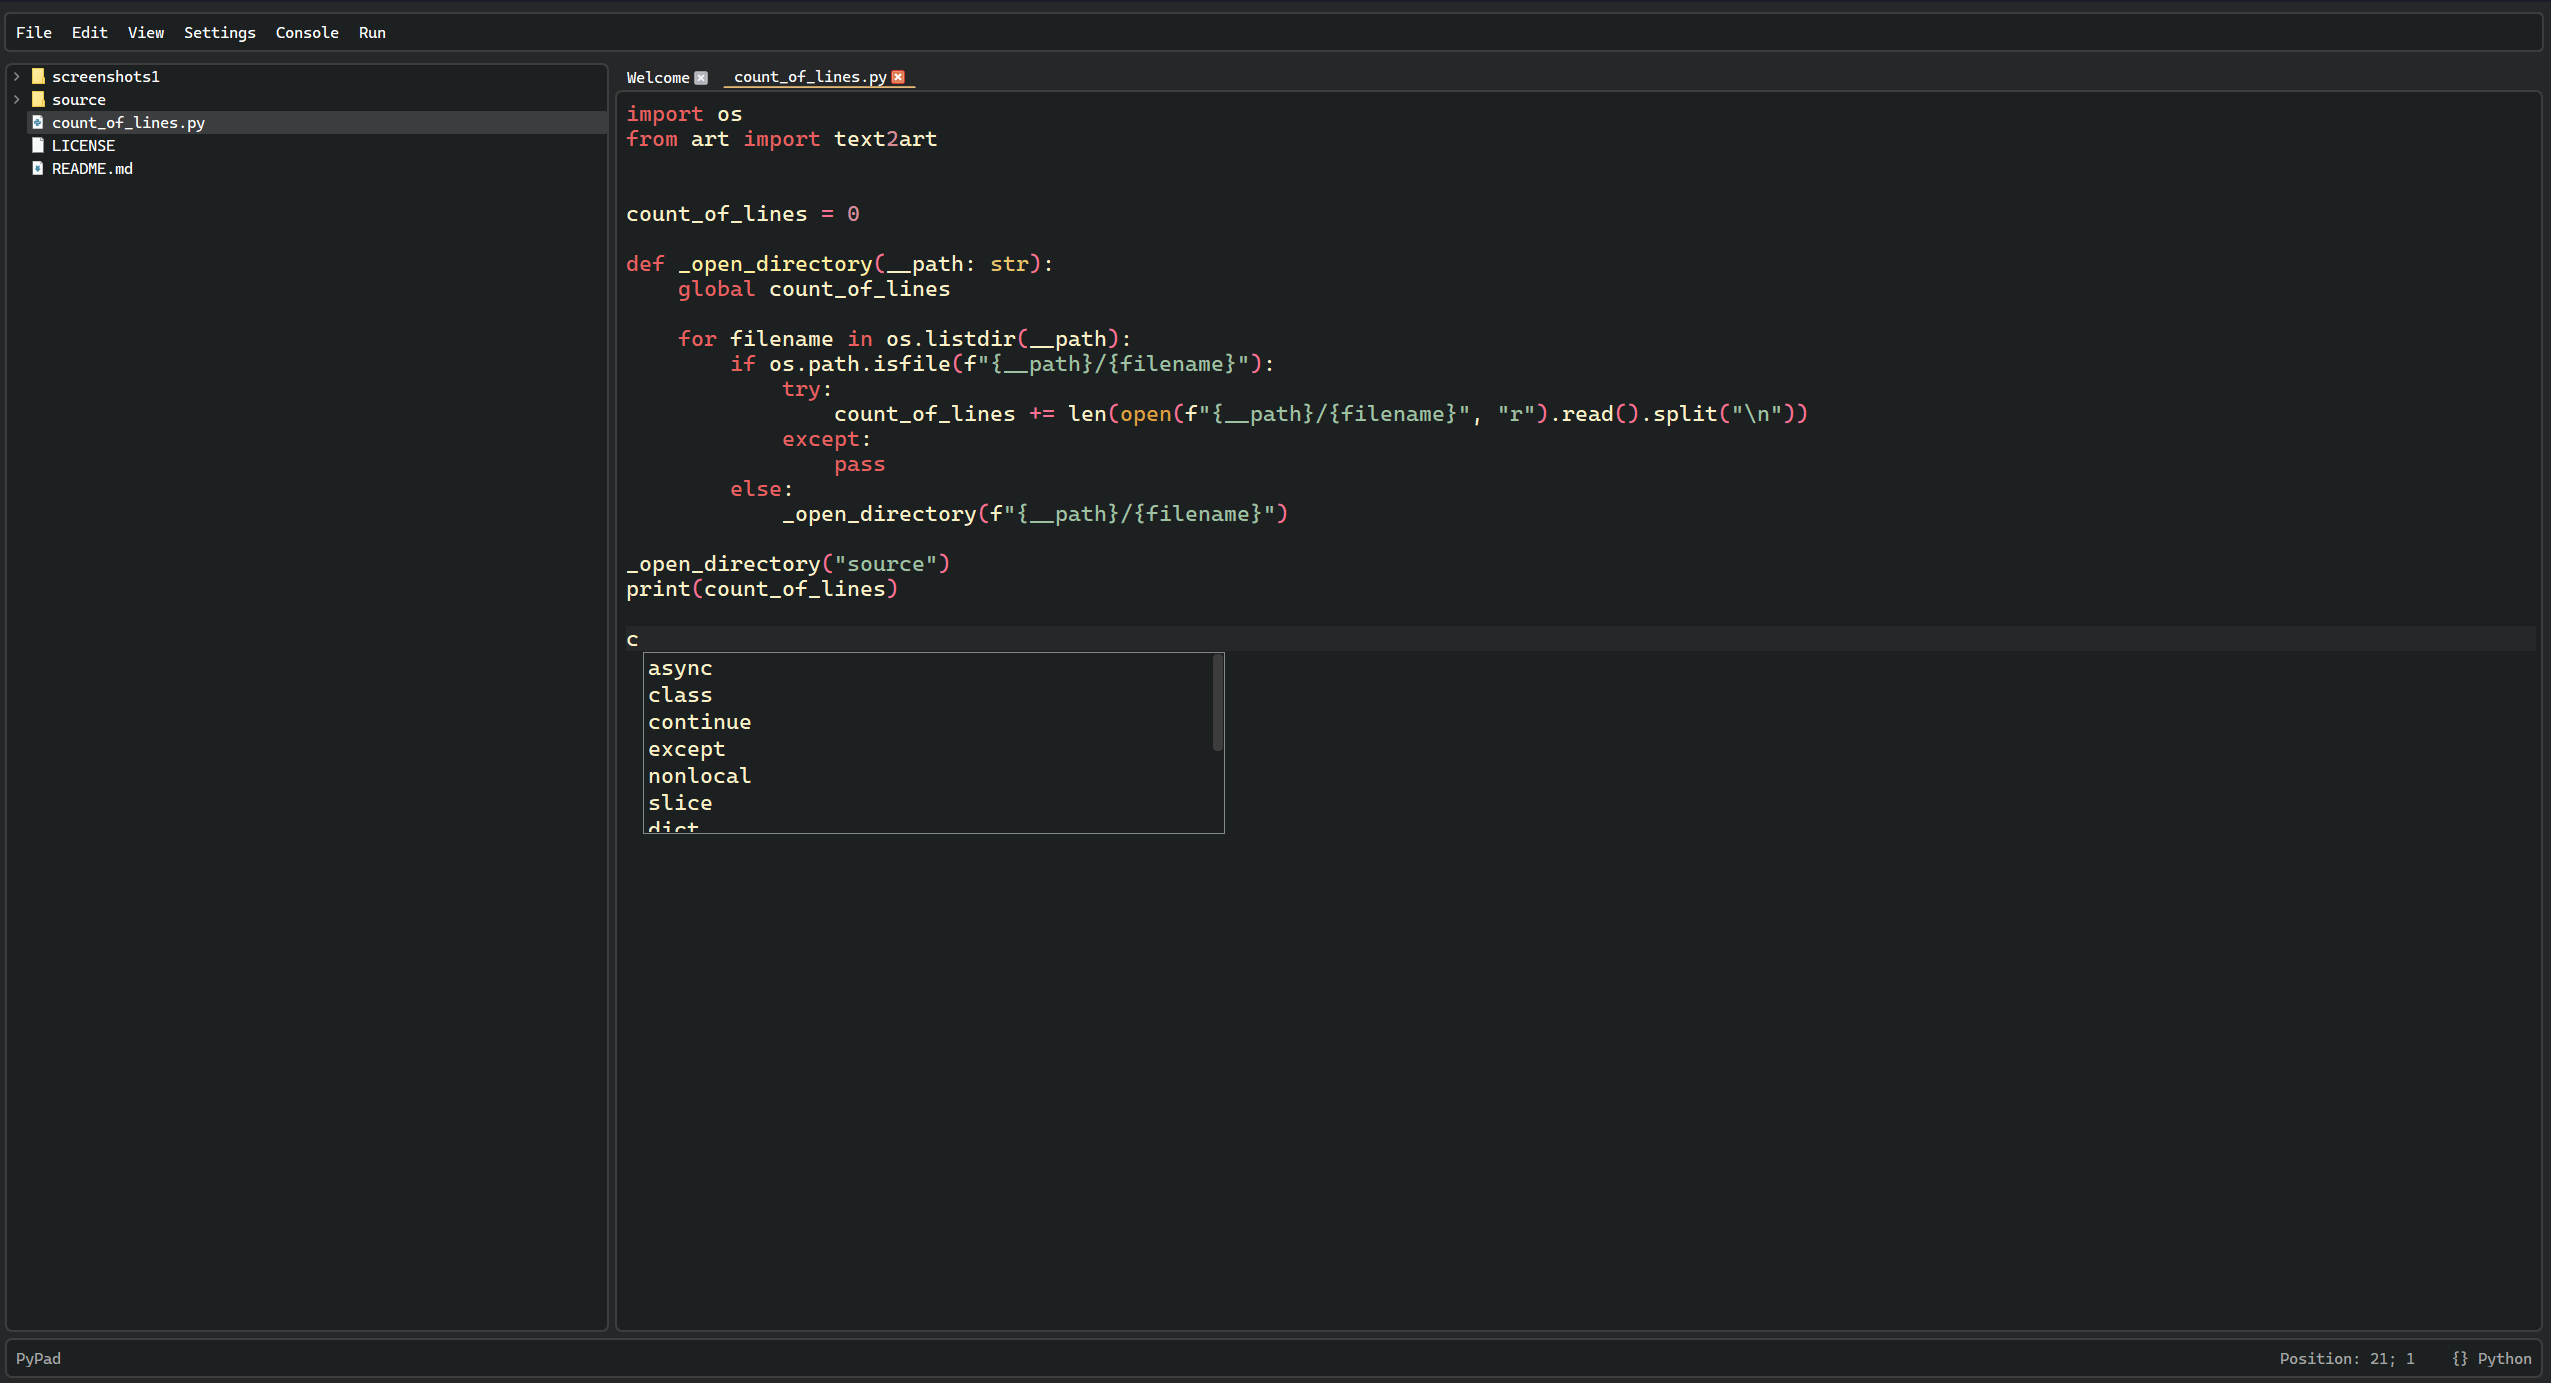 File Edit View Settings Console Run
screenshots1
source
count_of_lines.py
LICENSE
README.md
Welcome count_of_lines.py
import os
from art import text2art
count_of_lines = 0
def _open_directory(__path: str):
    global count_of_lines
    for filename in os.listdir(__path):
        if os.path.isfile(f"{__path}/{filename}"):
            try:
                count_of_lines += len(open(f"{__path}/{filename}", "r").read().split("\n"))
            except:
                pass
        else:
            _open_directory(f"{__path}/{filename}")
_open_directory("source")
print(count_of_lines)
c
async
class
continue
except
nonlocal
slice
dict
PyPad
Position: 21; 1 {} Python